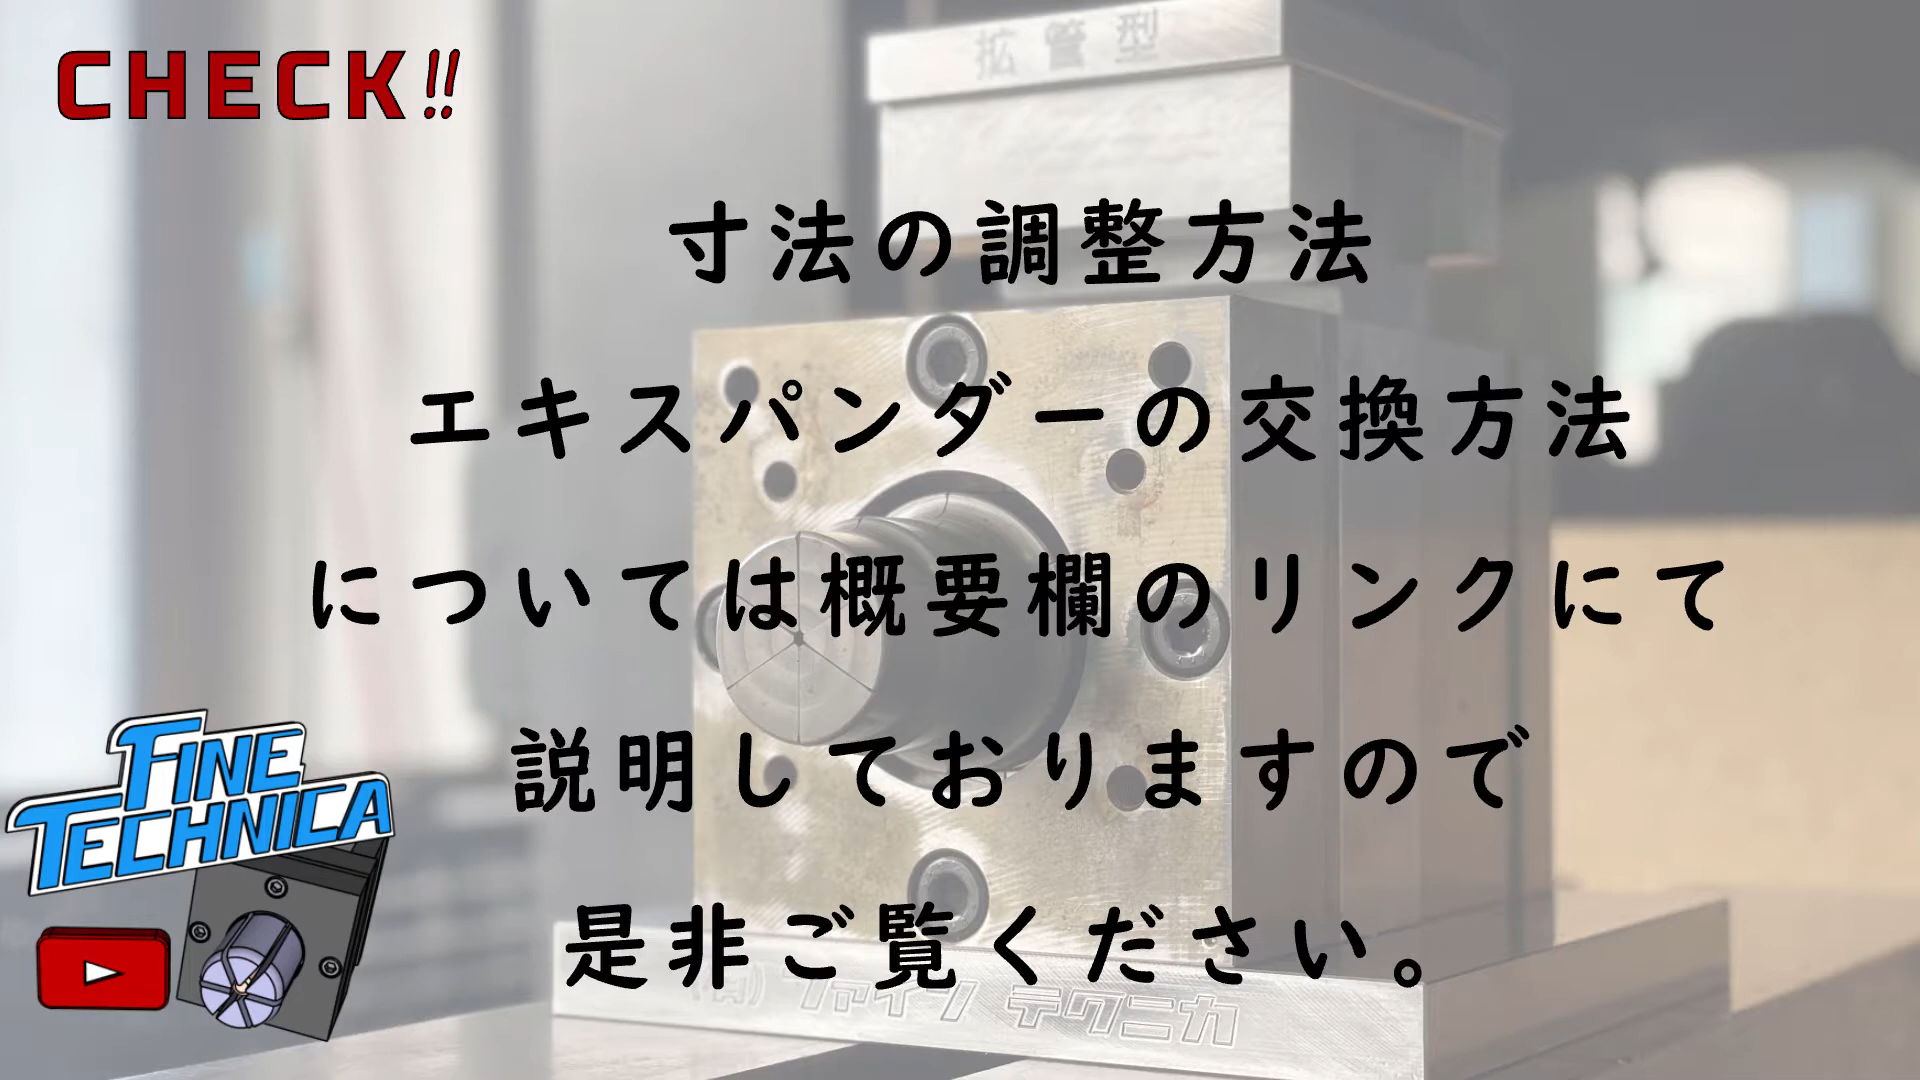 CHECK!!
拡管型
寸法の調整方法
エキスパンダーの交換方法
については概要欄のリンクにて
説明しておりますので
是非ご覧ください。
FINE
TECHNICA
(有)ファインテクニカ